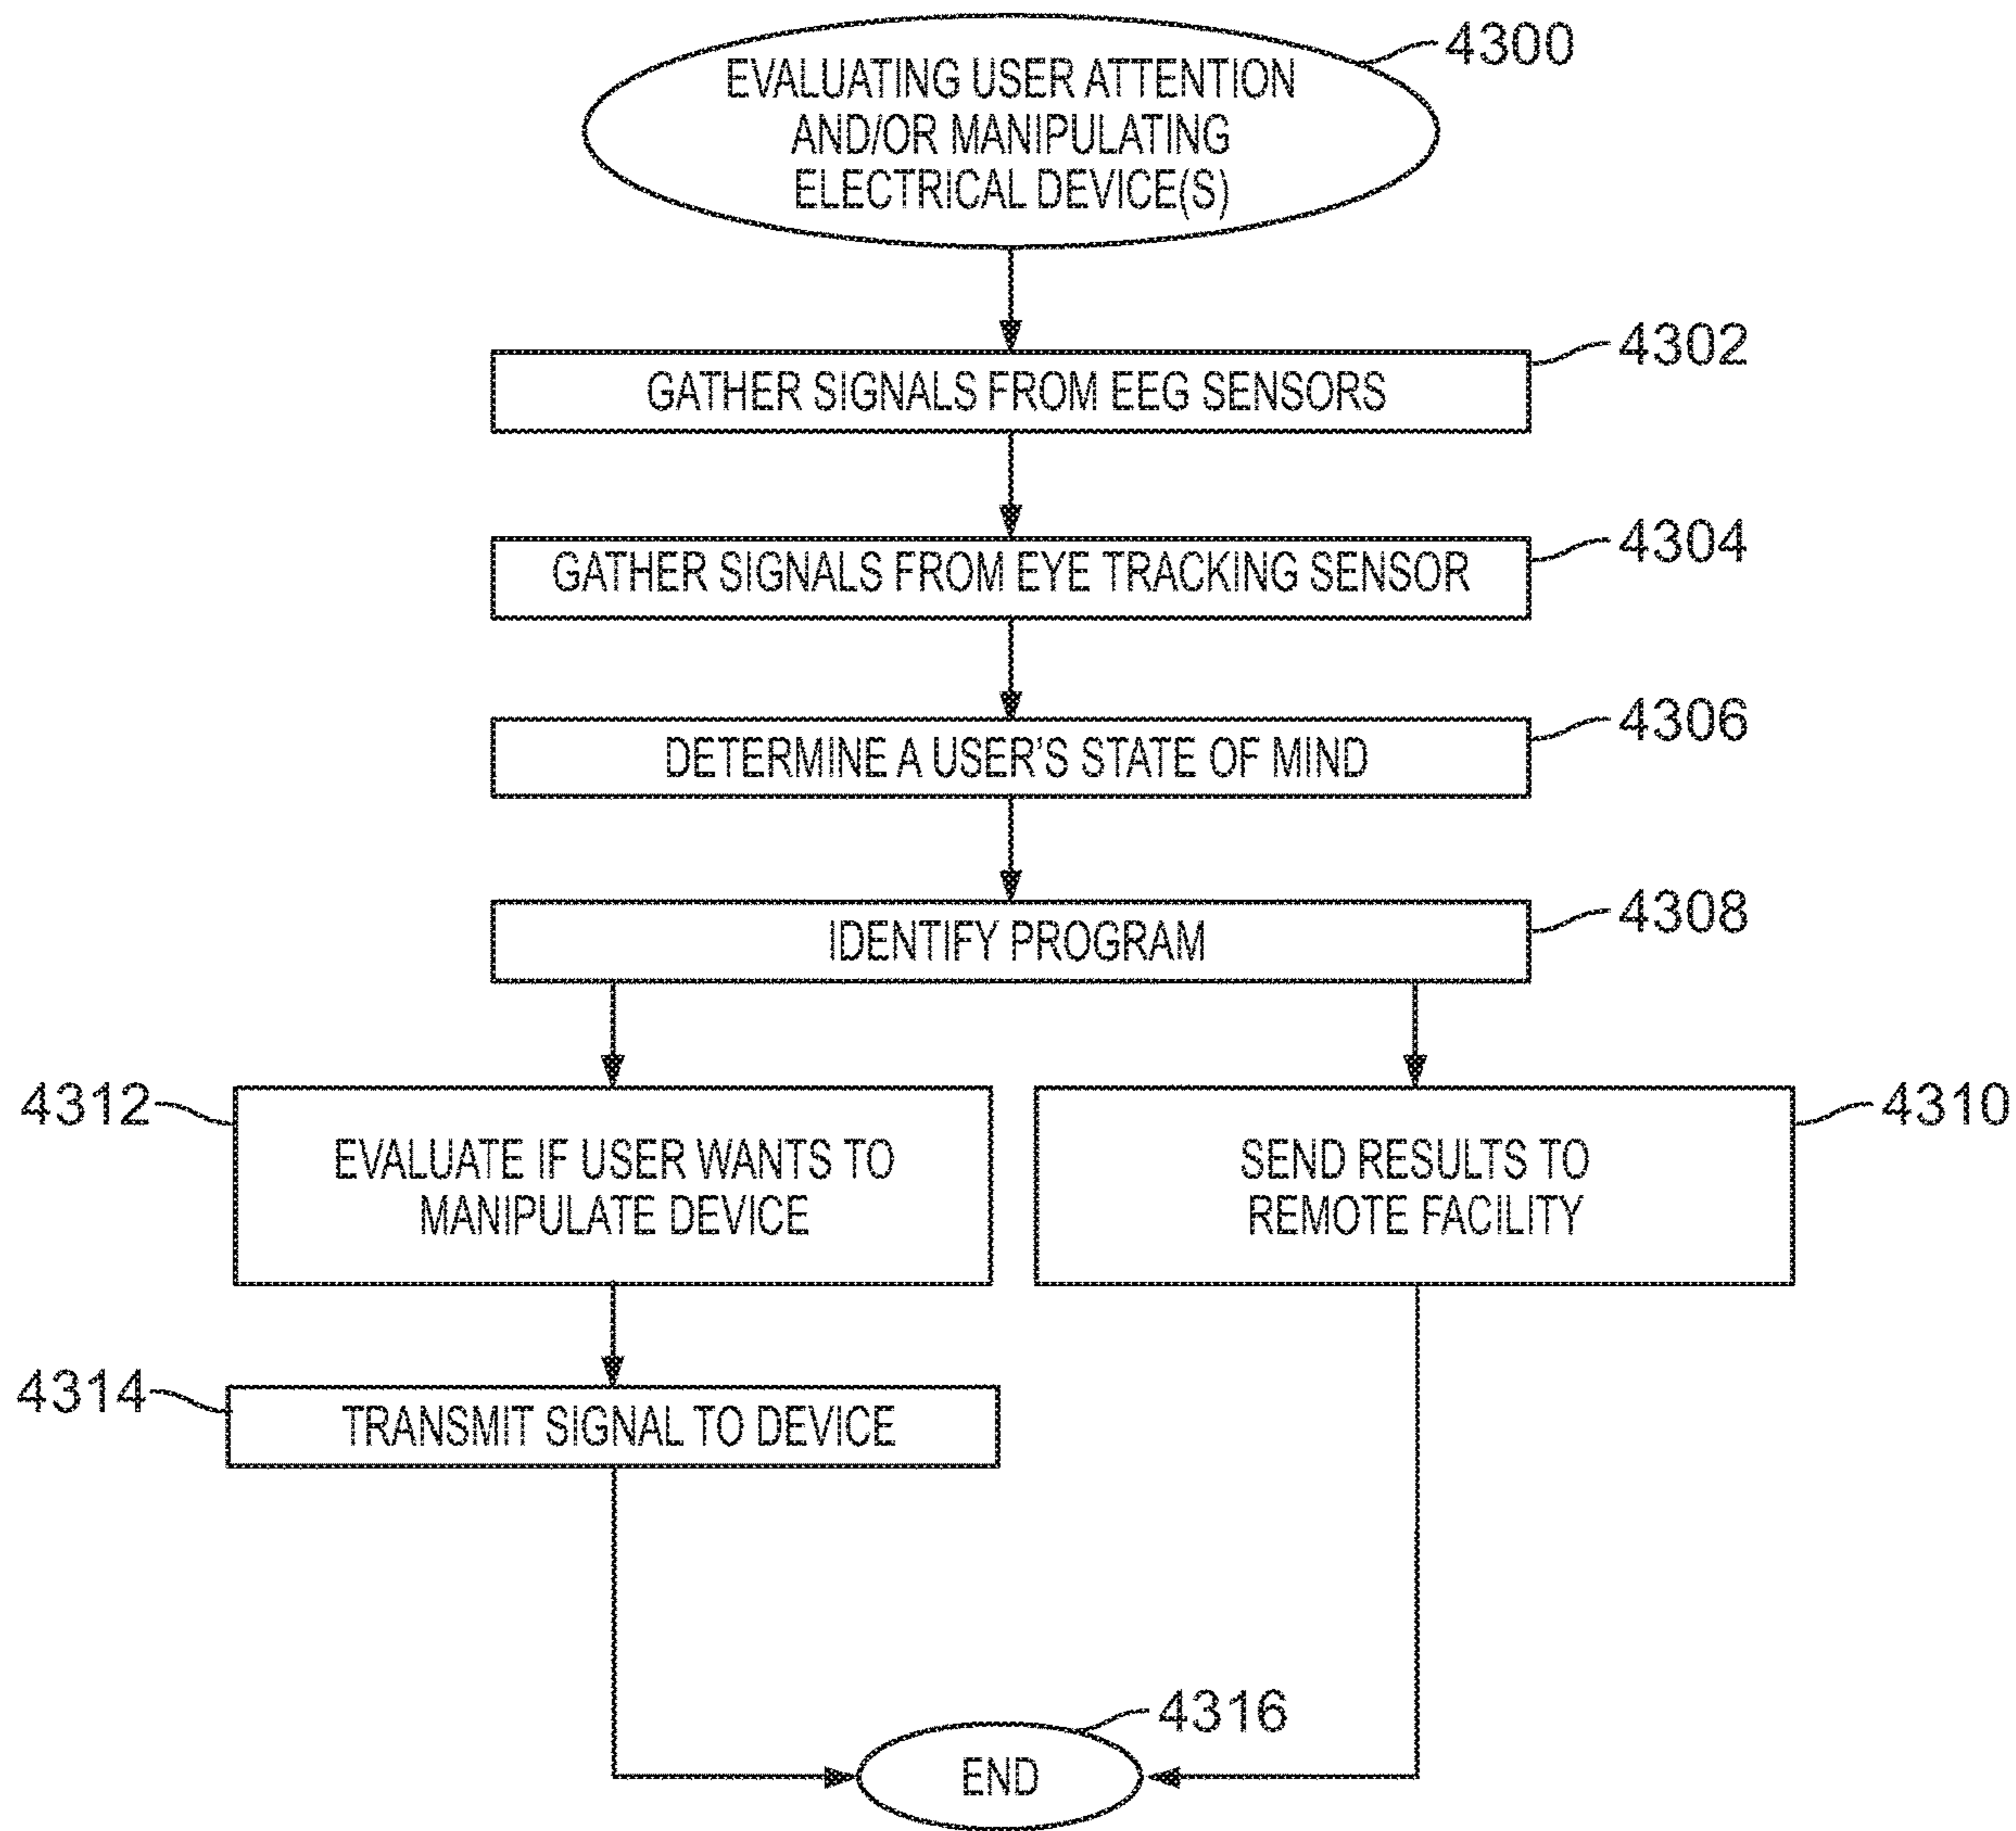 4300
EVALUATING USER ATTENTION
AND/OR MANIPULATING
ELECTRICAL DEVICE(S)
4302
GATHER SIGNALS FROM EEG SENSORS
4304
GATHER SIGNALS FROM EYE TRACKING SENSOR
4306
DETERMINE A USER'S STATE OF MIND
4308
IDENTIFY PROGRAM
4312
EVALUATE IF USER WANTS TO
MANIPULATE DEVICE
4310
SEND RESULTS TO
REMOTE FACILITY
4314
TRANSMIT SIGNAL TO DEVICE
4316
END